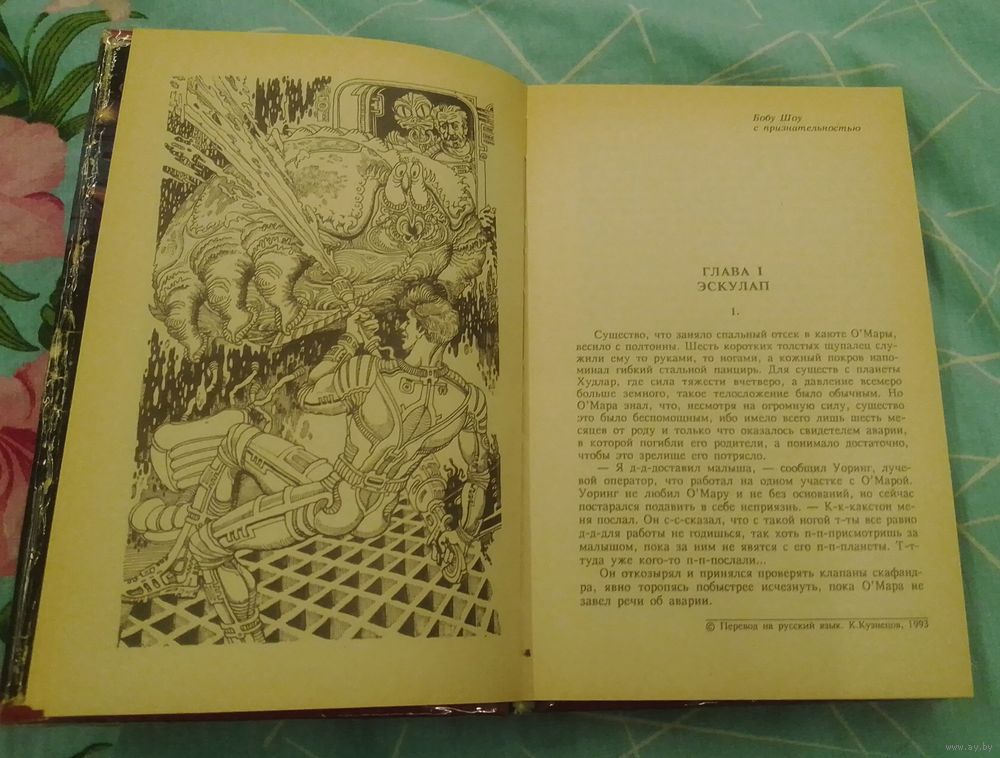 Бобу Шоу
с признательностью
ГЛАВА I
ЭСКУЛАП
1.
Существо, что заняло спальный отсек в каюте О'Мары,
весило с полтонны. Шесть коротких толстых щупалец слу-
жили ему то руками, то ногами, а кожный покров напо-
минал гибкий стальной панцирь. Для существ с планеты
Худлар, где сила тяжести вчетверо, а давление всемеро
больше земного, такое телосложение было обычным. Но
О'Мара знал, что, несмотря на огромную силу, существо
это было беспомощным, ибо имело всего лишь шесть ме-
сяцев от роду и только что оказалось свидетелем аварии,
в которой погибли его родители, а понимало достаточно,
чтобы это зрелище его потрясло.
— Я д-д-доставил малыша, — сообщил Уоринг, луче-
вой оператор, что работал на одном участке с О'Марой.
Уоринг не любил О'Мару и не без оснований, но сейчас
постарался подавить в себе неприязнь. — К-к-какстон ме-
ня послал. Он с-с-сказал, что с такой ногой т-ты все равно
д-д-для работы не годишься, так хоть п-п-присмотришь за
малышом, пока за ним не явятся с его п-п-планеты. Т-т-
туда уже кого-то п-п-послали...
Он откозырял и принялся проверять клапаны скафанд-
ра, явно торопясь побыстрее исчезнуть, пока О'Мара не
завел речи об аварии.
© Перевод на русский язык. К.Кузнецов, 1993
www.ay.by